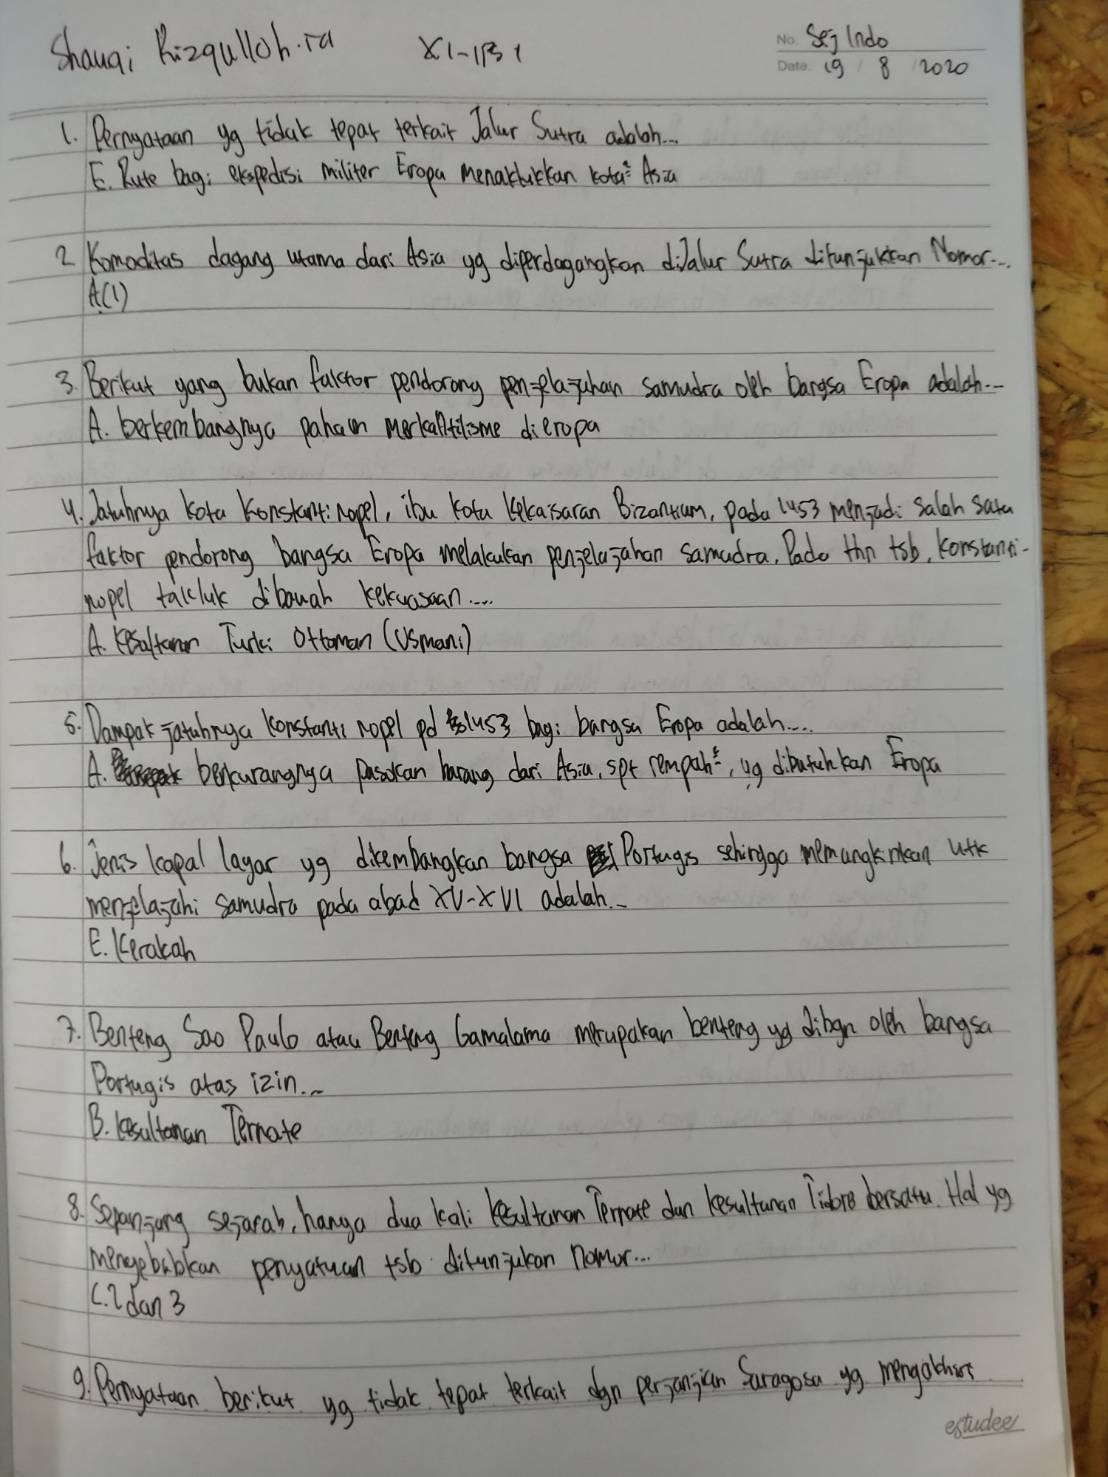 Shauqi Rizqulloh.ra XI-IPS 1
No. Sej Indo
Date. 19 8 2020
1. Pernyataan yg tidak tepat terkait Jalur Sutra adalah...
E. Rute bagi ekspedisi militer Eropa menaklukkan kota² Asia
2 Komoditas dagang utama dari Asia yg diperdagangkan diJalur Sutra ditunjukkan Nomor...
A.(1)
3. Berikut yang bukan faktor pendorong penjelajahan samudra oleh bangsa Eropa adalah...
A. berkembangnya paham Merkantilisme dieropa
4. Jatuhnya Kota Konstantinopel, ibu kota kekaisaran Bizantium, pada 1453 menjadi salah satu
faktor pendorong bangsa Eropa melakukan penjelajahan samudra. Pada thn tsb, Konstanti-
nopel takluk dibawah kekuasaan....
A. Kesultanan Turki Ottoman (Usmani)
5. Dampak jatuhnya Konstantinopel pd 1453 bagi bangsa Eropa adalah....
A. berkurangnya pasokan barang dari Asia, spt rempah², yg dibutuhkan Eropa
6. Jenis kapal layar yg dikembangkan bangsa Portugis sehingga memungkinkan utk
menjelajahi samudra pada abad XV-XVI adalah...
E. Kerakah
7. Benteng Sao Paulo atau Benteng Gamalama merupakan benteng yg dibgn oleh bangsa
Portugis atas izin...
B. Kesultanan Ternate
8. Sepanjang sejarah, hanya dua kali Kesultanan Ternate dan Kesultanan Tidore bersatu. Hal yg
menyebabkan penyatuan tsb ditunjukan nomor...
C. 2 dan 3
9. Pernyataan berikut yg tidak tepat terkait dgn perjanjian Saragosa yg mengakhiri
estudee